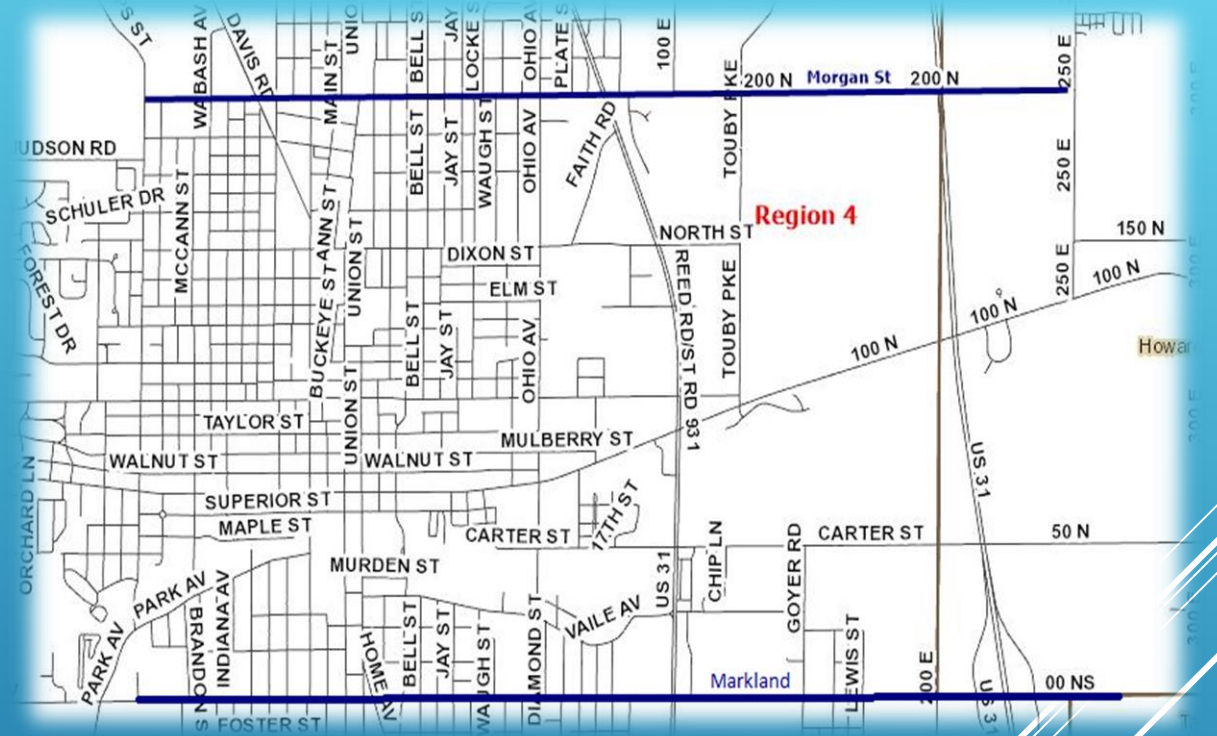 S ST
WABASH AV
DAVIS RD
MAIN ST
UNIO
BELL S
JAY
LOCKE S
OHIO A
PLATE S
100 E
TOUBY PKE
200 N
Morgan St
200 N
250 E
UDSON RD
SCHULER DR
MCCANN ST
BELL ST
JAY ST
WAUGH ST
OHIO AV
FAITH RD
250 E
Region 4
NORTH ST
150 N
FOREST DR
BUCKEYE ST
ANN ST
UNION ST
DIXON ST
ELM ST
REED RD/ST RD 931
TOUBY PKE
250 E
100 N
100 N
100 N
Howar
BELL ST
JAY ST
OHIO AV
300 E
TAYLOR ST
UNION ST
MULBERRY ST
WALNUT ST
WALNUT ST
ORCHARD LN
SUPERIOR ST
MAPLE ST
CARTER ST
17TH ST
US 31
CARTER ST
50 N
MURDEN ST
US 31
CHIP LN
GOYER RD
PARK AV
PARK AV
BRANDON
INDIANA AV
HOME AV
BELL ST
JAY ST
WAUGH ST
DIAMOND ST
VAILE AV
LEWIS ST
300 E
Markland
200 E
US 31
00 NS
S
FOSTER ST